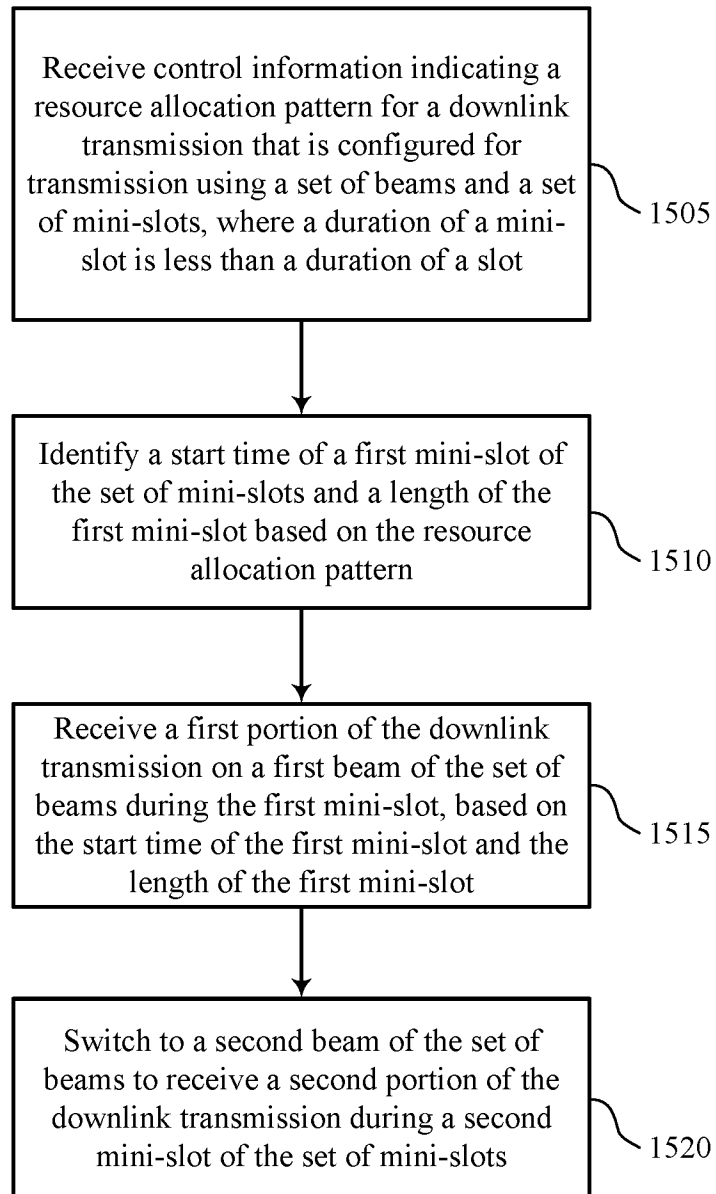 Receive control information indicating a
resource allocation pattern for a downlink
transmission that is configured for
transmission using a set of beams and a set
of mini-slots, where a duration of a mini-
slot is less than a duration of a slot
1505
Identify a start time of a first mini-slot of
the set of mini-slots and a length of the
first mini-slot based on the resource
allocation pattern
1510
Receive a first portion of the downlink
transmission on a first beam of the set of
beams during the first mini-slot, based on
the start time of the first mini-slot and the
length of the first mini-slot
1515
Switch to a second beam of the set of
beams to receive a second portion of the
downlink transmission during a second
mini-slot of the set of mini-slots
1520